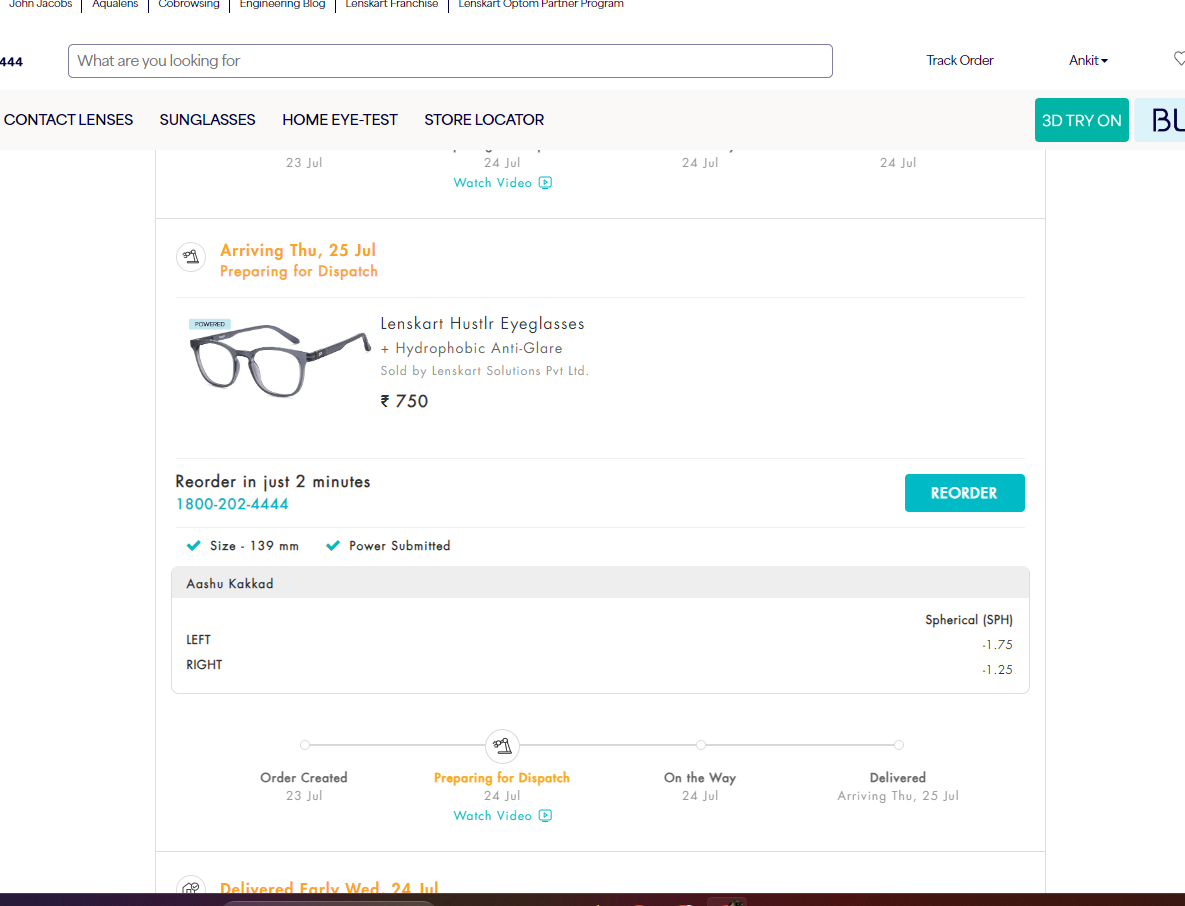 John Jacobs Aqualens Cobrowsing Engineering Blog Lenskart Franchise Lenskart Optom Partner Program
444 What are you looking for Track Order Ankit
CONTACT LENSES SUNGLASSES HOME EYE-TEST STORE LOCATOR 3D TRY ON BL
23 Jul 24 Jul 24 Jul 24 Jul
Watch Video
Arriving Thu, 25 Jul
Preparing for Dispatch
POWERED
Lenskart Hustlr Eyeglasses
+ Hydrophobic Anti-Glare
Sold by Lenskart Solutions Pvt Ltd.
₹ 750
Reorder in just 2 minutes
1800-202-4444
REORDER
Size - 139 mm Power Submitted
Aashu Kakkad
Spherical (SPH)
LEFT -1.75
RIGHT -1.25
Order Created Preparing for Dispatch On the Way Delivered
23 Jul 24 Jul 24 Jul Arriving Thu, 25 Jul
Watch Video
Delivered Early Wed, 24 Jul